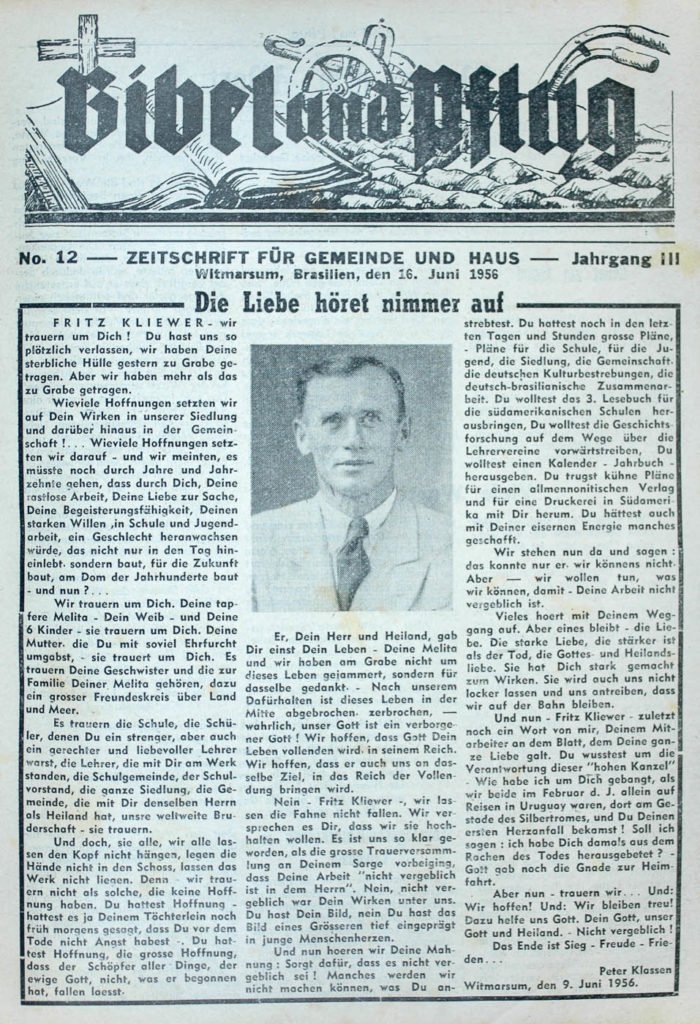 Bibel und Pflug
No. 12 — ZEITSCHRIFT FÜR GEMEINDE UND HAUS — Jahrgang III
Witmarsum, Brasilien, den 16. Juni 1956
Die Liebe höret nimmer auf
FRITZ KLIEWER - wir
trauern um Dich! Du hast uns so
plötzlich verlassen, wir haben Deine
sterbliche Hülle gestern zu Grabe ge-
tragen. Aber wir haben mehr als das
zu Grabe getragen.
Wieviele Hoffnungen setzten wir
auf Dein Wirken in unserer Siedlung
und darüber hinaus in der Gemein-
schaft!... Wieviele Hoffnungen setz-
ten wir darauf - und wir meinten, es
müsste noch durch Jahre und Jahr-
zehnte gehen, dass durch Dich, Deine
rastlose Arbeit, Deine Liebe zur Sache,
Deine Begeisterungsfähigkeit, Deinen
starken Willen ,in Schule und Jugend-
arbeit, ein Geschlecht heranwachsen
würde, das nicht nur in den Tag hin-
einlebt, sondern baut, für die Zukunft
baut, am Dom der Jahrhunderte baut
- und nun ?...
Wir trauern um Dich. Deine tap-
fere Melita - Dein Weib - und Deine
6 Kinder - sie trauern um Dich. Deine
Mutter, die Du mit soviel Ehrfurcht
umgabst, - sie trauert um Dich. Es
trauern Deine Geschwister und die zur
Familie Deiner Melita gehören, dazu
ein grosser Freundeskreis über Land
und Meer.
Es trauern die Schule, die Schü-
ler, denen Du ein strenger, aber auch
ein gerechter und liebevoller Lehrer
warst, die Lehrer, die mit Dir am Werk
standen, die Schulgemeinde, der Schul-
vorstand, die ganze Siedlung, die Ge-
meinde, die mit Dir denselben Herrn
als Heiland hat, unsre weltweite Bru-
derschaft - sie trauern.
Und doch, sie alle, wir alle las-
sen den Kopf nicht hängen, legen die
Hände nicht in den Schoss, lassen das
Werk nicht liegen. Denn - wir trau-
ern nicht als solche, die keine Hoff-
nung haben. Du hattest Hoffnung -
hattest es ja Deinem Töchterlein noch
früh morgens gesagt, dass Du vor dem
Tode nicht Angst habest -. Du hat-
test Hoffnung, die grosse Hoffnung,
dass der Schöpfer aller Dinge, der
ewige Gott, nicht, was er begonnen
hat, fallen laesst.
Er, Dein Herr und Heiland, gab
Dir einst Dein Leben - Deine Melita
und wir haben am Grabe nicht um
dieses Leben gejammert, sondern für
dasselbe gedankt. - Nach unserem
Dafürhalten ist dieses Leben in der
Mitte abgebrochen, zerbrochen, —
wahrlich, unser Gott ist ein verborge-
ner Gott! Wir hoffen, dass Gott Dein
Leben vollenden wird in seinem Reich.
Wir hoffen, dass er auch uns an das-
selbe Ziel, in das Reich der Vollen-
dung bringen wird.
Nein - Fritz Kliewer -, wir las-
sen die Fahne nicht fallen. Wir ver-
sprechen es Dir, dass wir sie hoch-
halten wollen. Es ist uns so klar ge-
worden, als die grosse Trauerversamm-
lung an Deinem Sarge vorbeiging,
dass Deine Arbeit "nicht vergeblich
ist in dem Herrn". Nein, nicht ver-
geblich war Dein Wirken unter uns.
Du hast Dein Bild, nein Du hast das
Bild eines Grösseren tief eingeprägt
in junge Menschenherzen.
Und nun hoeren wir Deine Mah-
nung: Sorgt dafür, dass es nicht ver-
geblich sei! Manches werden wir
nicht machen können, was Du an-
strebtest. Du hattest noch in den letz-
ten Tagen und Stunden grosse Pläne,
- Pläne für die Schule, für die Ju-
gend, die Siedlung, die Gemeinschaft,
die deutschen Kulturbestrebungen, die
deutsch-brasilianische Zusammenar-
beit. Du wolltest das 3. Lesebuch für
die südamerikanischen Schulen her-
ausbringen, Du wolltest die Geschichts-
forschung auf dem Wege über die
Lehrervereine vorwärtstreiben, Du
wolltest einen Kalender - Jahrbuch -
herausgeben. Du trugst kühne Pläne
für einen allmennonitischen Verlag
und für eine Druckerei in Südameri-
ka mit Dir herum. Du hättest auch
mit Deiner eisernen Energie manches
geschafft.
Wir stehen nun da und sagen:
das konnte nur er, wir könnens nicht.
Aber — wir wollen tun, was
wir können, damit - Deine Arbeit nicht
vergeblich ist.
Vieles hoert mit Deinem Weg-
gang auf. Aber eines bleibt - die Lie-
be. Die starke Liebe, die stärker ist
als der Tod, die Gottes- und Heilands-
liebe. Sie hat Dich stark gemacht
zum Wirken. Sie wird auch uns nicht
locker lassen und uns antreiben, dass
wir auf der Bahn bleiben.
Und nun - Fritz Kliewer - zuletzt
noch ein Wort von mir, Deinem Mit-
arbeiter an dem Blatt, dem Deine gan-
ze Liebe galt. Du wusstest um die
Verantwortung dieser "hohen Kanzel"
- Wie habe ich um Dich gebangt, als
wir beide im Februar d. J. allein auf
Reisen in Uruguay waren, dort am Ge-
stade des Silbertromes, und Du Deinen
ersten Herzanfall bekamst! Soll ich
sagen: ich habe Dich damals aus dem
Rachen des Todes herausgebetet? -
Gott gab noch die Gnade zur Heim-
fahrt.
Aber nun - trauern wir... Und:
Wir hoffen! Und: Wir bleiben treu!
Dazu helfe uns Gott. Dein Gott, unser
Gott und Heiland. - Nicht vergeblich!
Das Ende ist Sieg - Freude - Frie-
den...
Peter Klassen
Witmarsum, den 9. Juni 1956.